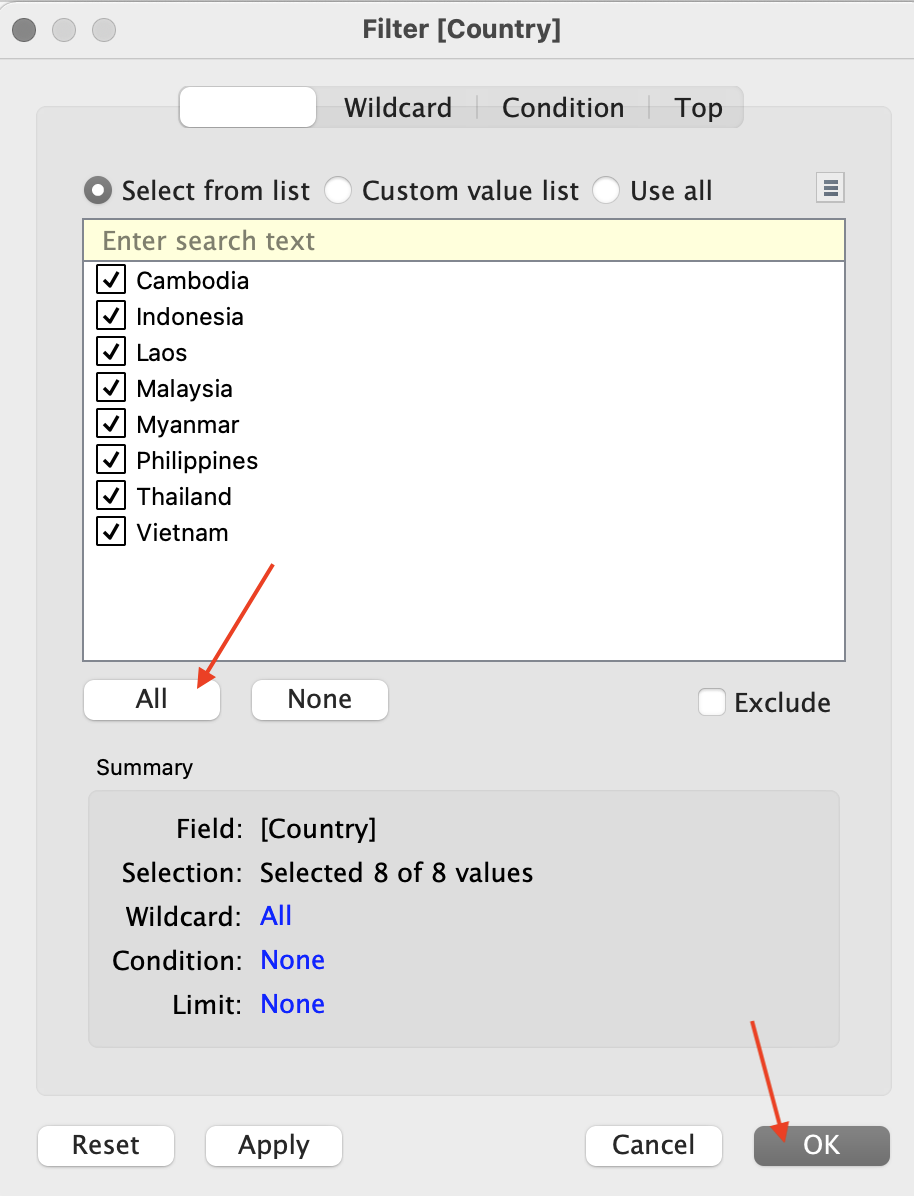 Filter [Country]
Wildcard Condition Top
Select from list Custom value list Use all
Enter search text
Cambodia
Indonesia
Laos
Malaysia
Myanmar
Philippines
Thailand
Vietnam
All None Exclude
Summary
Field: [Country]
Selection: Selected 8 of 8 values
Wildcard: All
Condition: None
Limit: None
Reset Apply Cancel OK